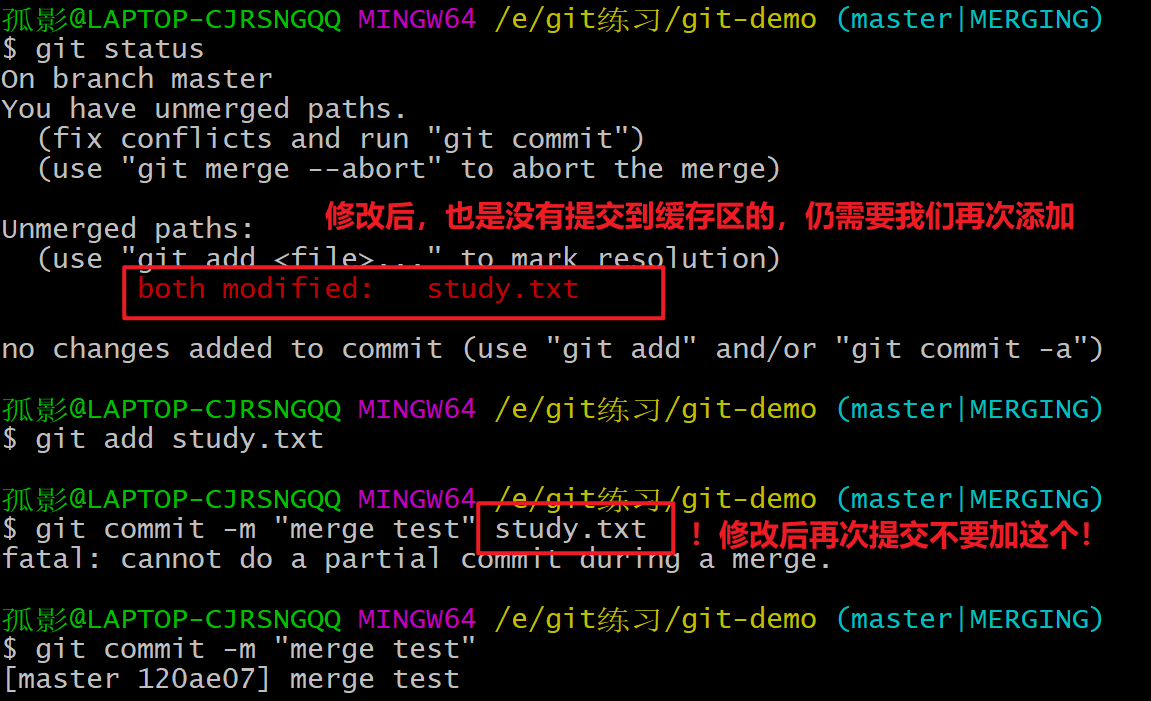 孤影@LAPTOP-CJRSNGQQ MINGW64 /e/git练习/git-demo (master|MERGING)
$ git status
On branch master
You have unmerged paths.
  (fix conflicts and run "git commit")
  (use "git merge --abort" to abort the merge)
修改后，也是没有提交到缓存区的，仍需要我们再次添加
Unmerged paths:
  (use "git add <file>..." to mark resolution)
        both modified:   study.txt
no changes added to commit (use "git add" and/or "git commit -a")
孤影@LAPTOP-CJRSNGQQ MINGW64 /e/git练习/git-demo (master|MERGING)
$ git add study.txt
孤影@LAPTOP-CJRSNGQQ MINGW64 /e/git练习/git-demo (master|MERGING)
$ git commit -m "merge test" study.txt ！修改后再次提交不要加这个！
fatal: cannot do a partial commit during a merge.
孤影@LAPTOP-CJRSNGQQ MINGW64 /e/git练习/git-demo (master|MERGING)
$ git commit -m "merge test"
[master 120ae07] merge test